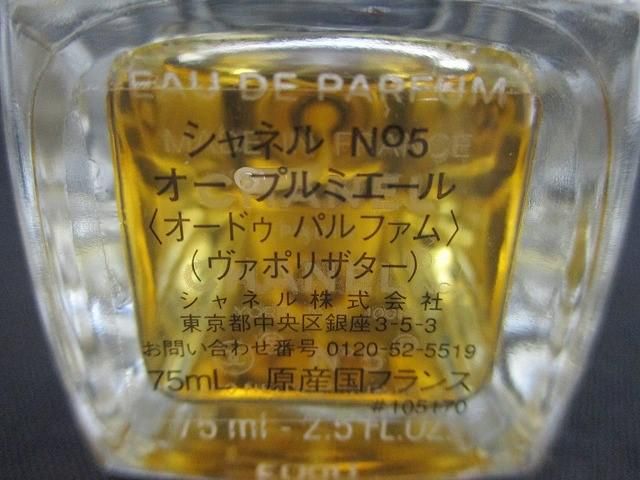 EAU DE PARFUM
シャネル Nº5
オー プルミエール
〈オードゥ パルファム〉
(ヴァポリザター)
シャネル株式会社
東京都中央区銀座3-5-3
お問い合わせ番号 0120-52-5519
75mL 原産国フランス
#105170
75 ml - 2.5 FL.OZ.